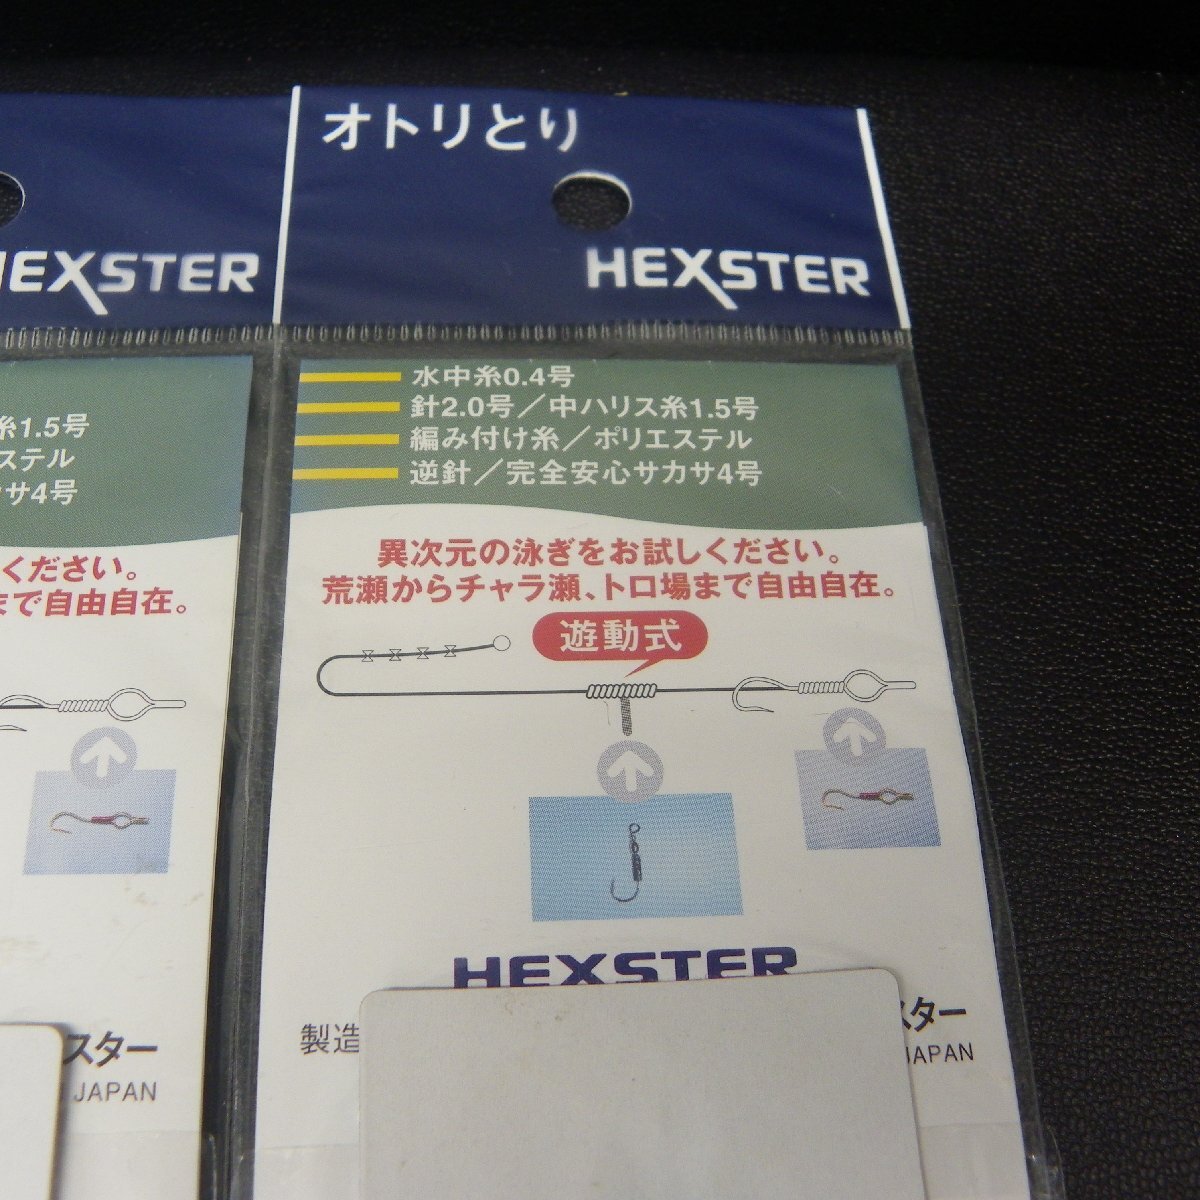 オトリとり
HEXSTER
HEXSTER
水中糸0.4号
針2.0号／中ハリス糸1.5号
編み付け糸／ポリエステル
逆針／完全安心サカサ4号
異次元の泳ぎをお試しください。
荒瀬からチャラ瀬、トロ場まで自由自在。
遊動式
HEXSTER
製造
スター
JAPAN
糸1.5号
ステル
サ4号
ください。
まで自由自在。
スター
JAPAN